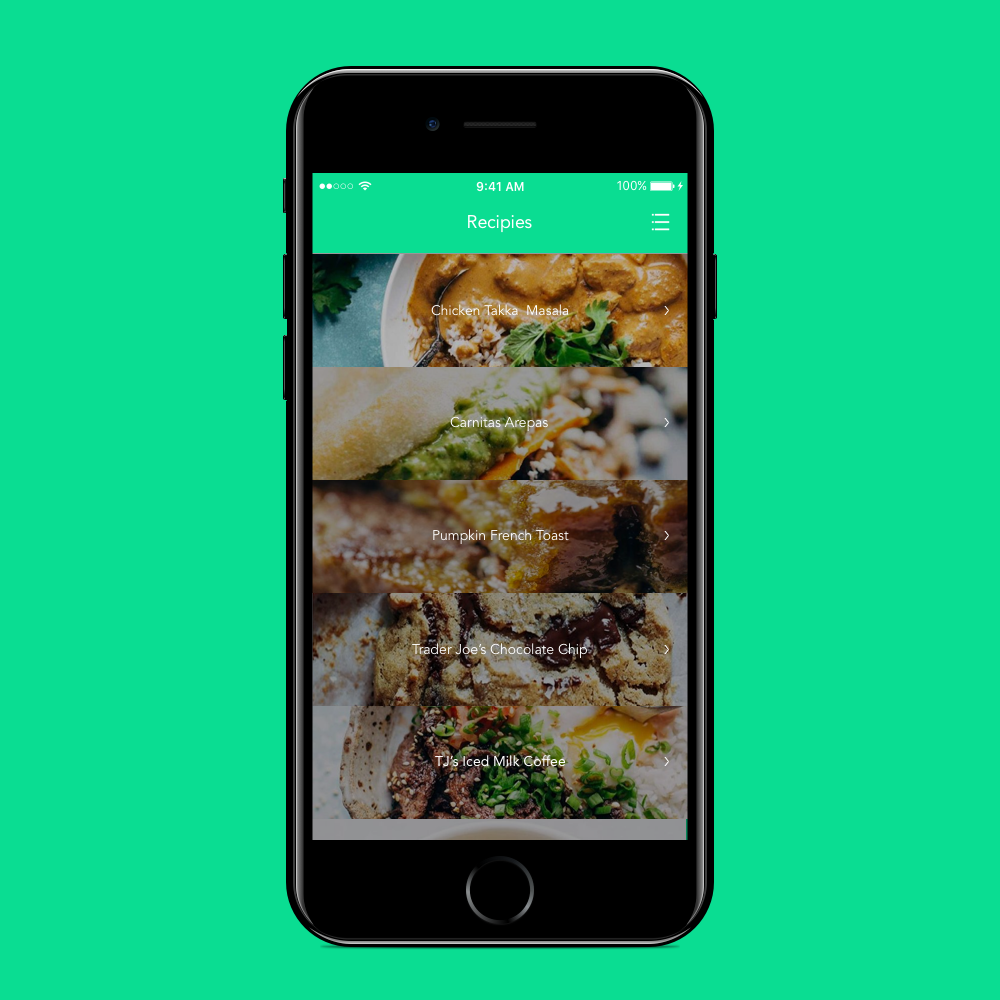 9:41 AM
100%
Recipies
Chicken Takka  Masala
Carnitas Arepas
Pumpkin French Toast
Trader Joe's Chocolate Chip
TJ's Iced Milk Coffee